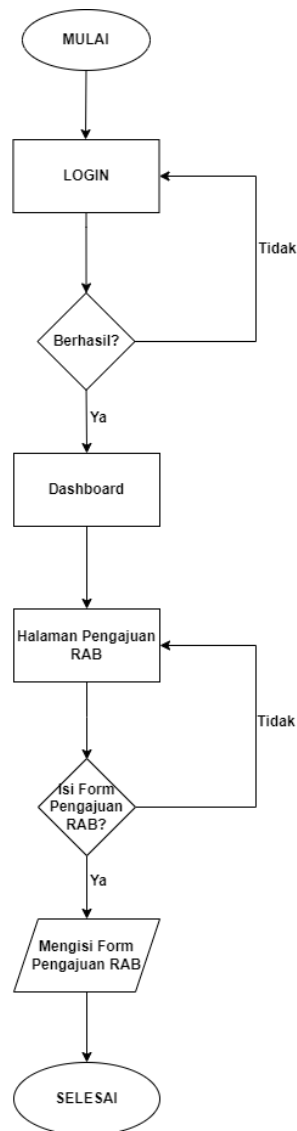 MULAI
LOGIN
Tidak
Berhasil?
Ya
Dashboard
Halaman Pengajuan
RAB
Tidak
Isi Form
Pengajuan
RAB?
Ya
Mengisi Form
Pengajuan RAB
SELESAI